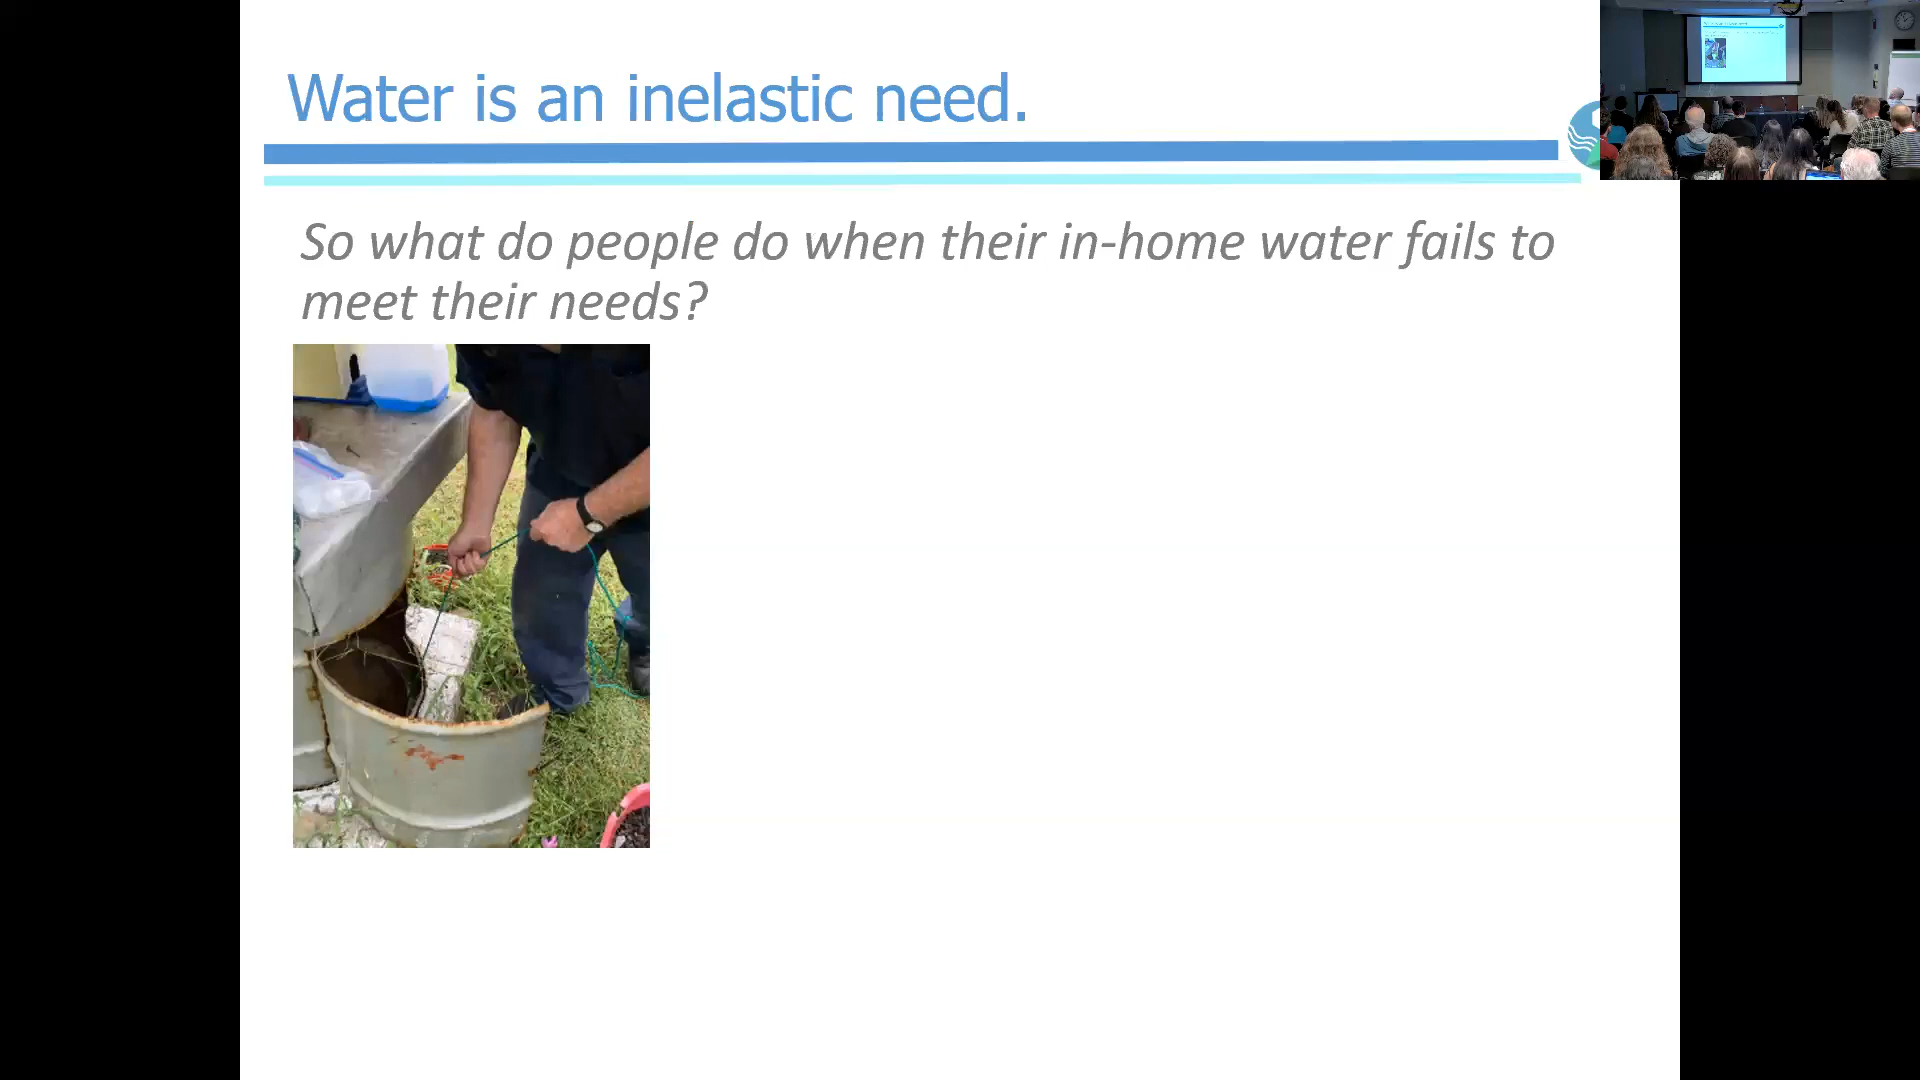 Water is an inelastic need.
So what do people do when their in-home water fails to
meet their needs?